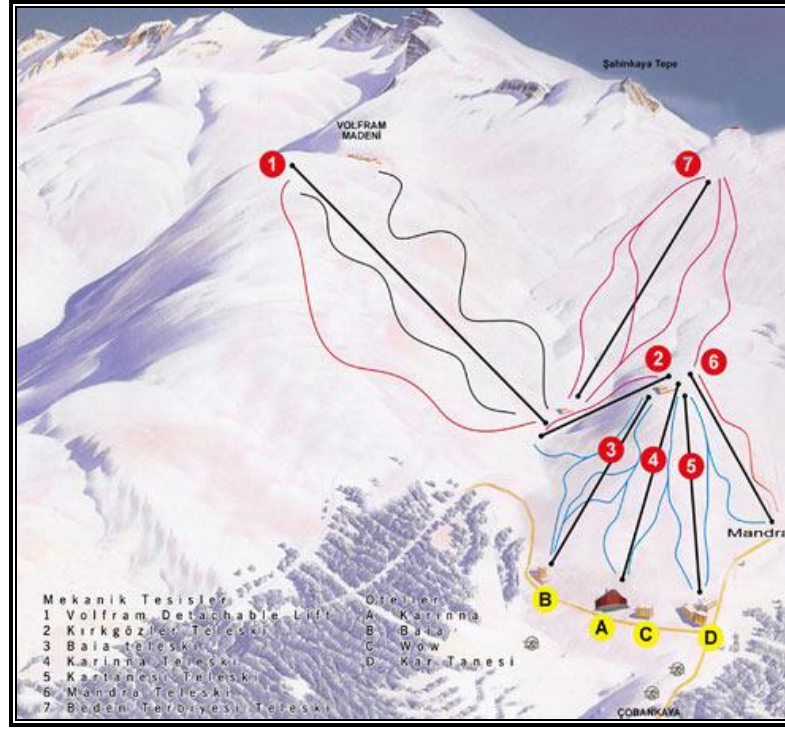 Şahinkaya Tepe
VOLFRAM
MADENİ
1
7
2
6
3
4
5
Mandra
B
A
C
D
Mekanik Tesisler
1 Volfram Detachable Lift
2 Kırkgözler Teleski
3 Baia teleski
4 Karinna Teleski
5 Kartanesi Teleski
6 Mandra Teleski
7 Beden Terbiyesi Teleski
Oteller
A Karinna
B Baia
C Wow
D Kar Tanesi
ÇOBANKAYA